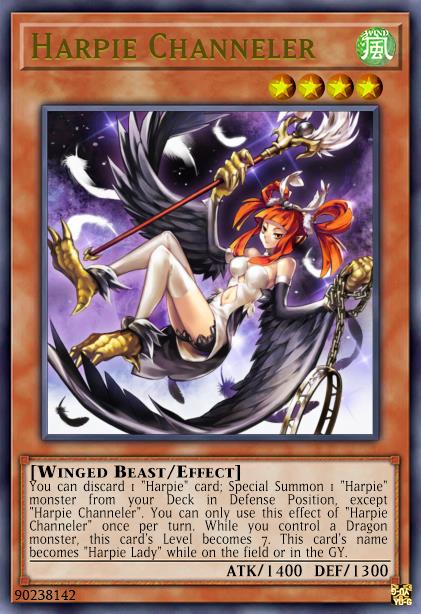 HARPIE CHANNELER
WIND
風
[WINGED BEAST/EFFECT]
You can discard 1 "Harpie" card; Special Summon 1 "Harpie"
monster from your Deck in Defense Position, except
"Harpie Channeler". You can only use this effect of "Harpie
Channeler" once per turn. While you control a Dragon
monster, this card's Level becomes 7. This card's name
becomes "Harpie Lady" while on the field or in the GY.
ATK/1400 DEF/1300
90238142